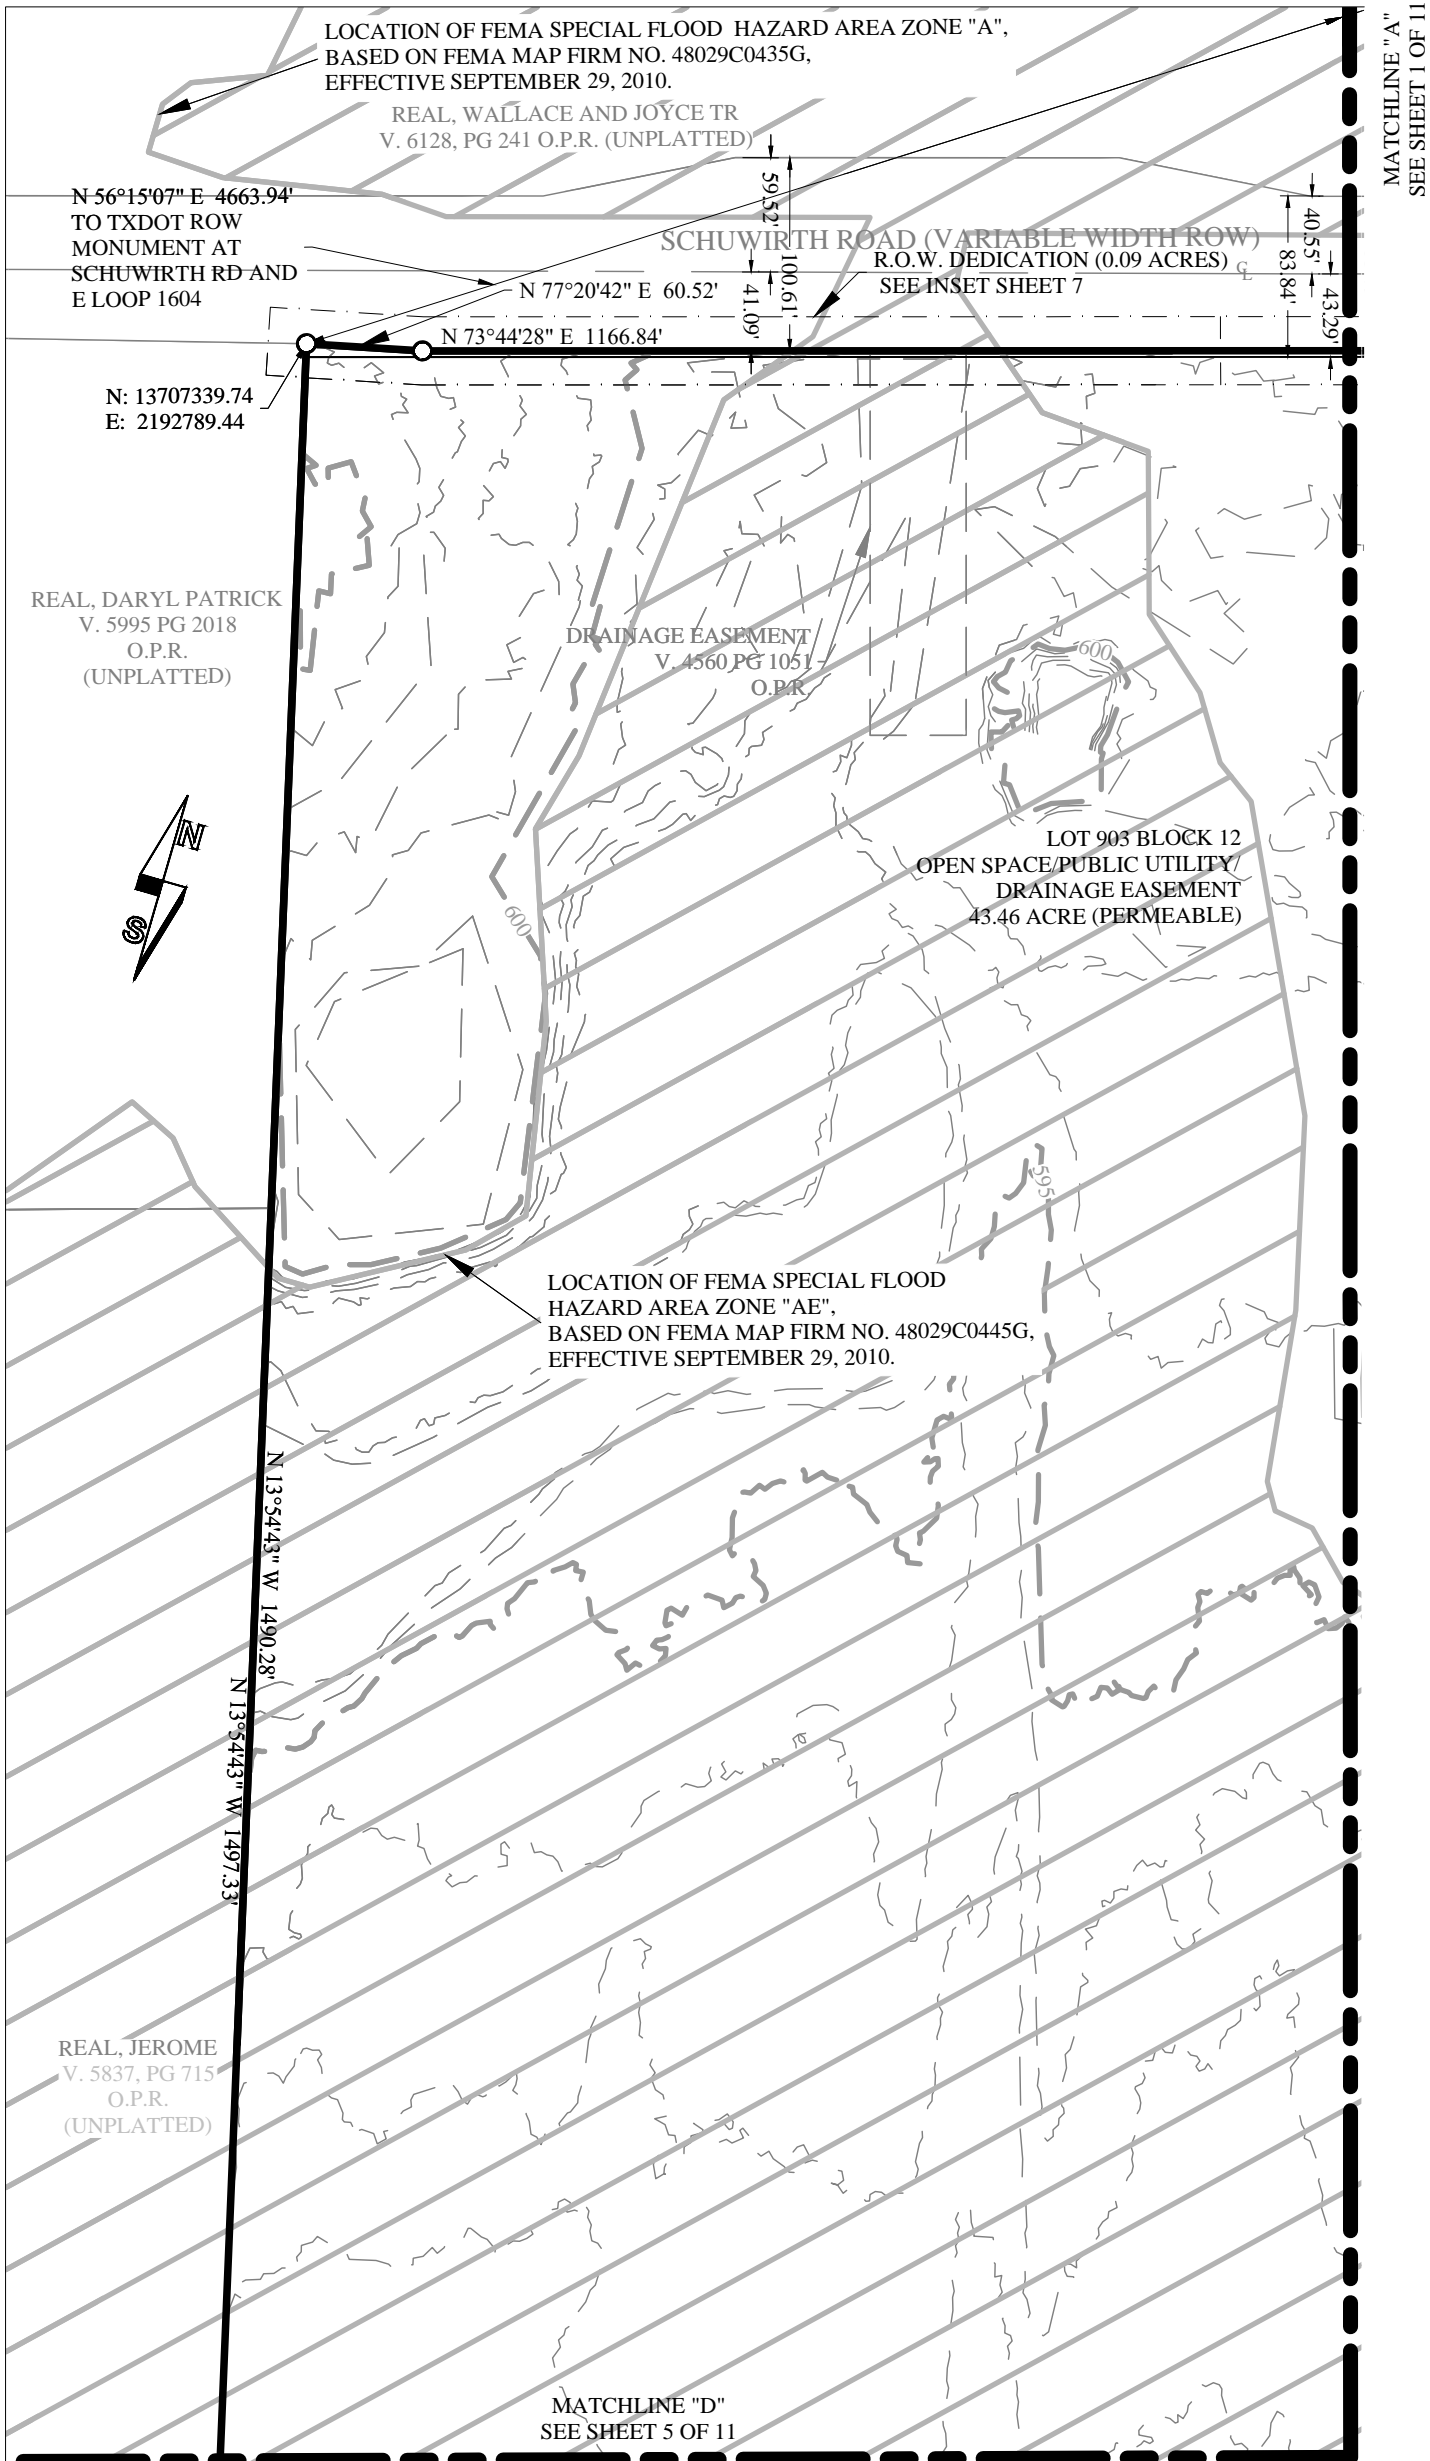 LOCATION OF FEMA SPECIAL FLOOD HAZARD AREA ZONE "A",
BASED ON FEMA MAP FIRM NO. 48029C0435G,
EFFECTIVE SEPTEMBER 29, 2010.
MATCHLINE "A"
SEE SHEET 1 OF 11
REAL, WALLACE AND JOYCE TR
V. 6128, PG 241 O.P.R. (UNPLATTED)
N 56°15'07" E 4663.94'
TO TXDOT ROW
MONUMENT AT
SCHUWIRTH RD AND
E LOOP 1604
59.52'
100.61'
41.09'
40.55'
83.84'
43.29'
SCHUWIRTH ROAD (VARIABLE WIDTH ROW)
R.O.W. DEDICATION (0.09 ACRES)
SEE INSET SHEET 7
℄
N 77°20'42" E 60.52'
N 73°44'28" E 1166.84'
N: 13707339.74
E: 2192789.44
REAL, DARYL PATRICK
V. 5995 PG 2018
O.P.R.
(UNPLATTED)
DRAINAGE EASEMENT
V. 4560 PG 1051
O.P.R.
600
N
S
LOT 903 BLOCK 12
OPEN SPACE/PUBLIC UTILITY/
DRAINAGE EASEMENT
43.46 ACRE (PERMEABLE)
600
595
LOCATION OF FEMA SPECIAL FLOOD
HAZARD AREA ZONE "AE",
BASED ON FEMA MAP FIRM NO. 48029C0445G,
EFFECTIVE SEPTEMBER 29, 2010.
N 13°54'43" W 1490.28'
N 13°54'43" W 1497.33'
REAL, JEROME
V. 5837, PG 715
O.P.R.
(UNPLATTED)
MATCHLINE "D"
SEE SHEET 5 OF 11